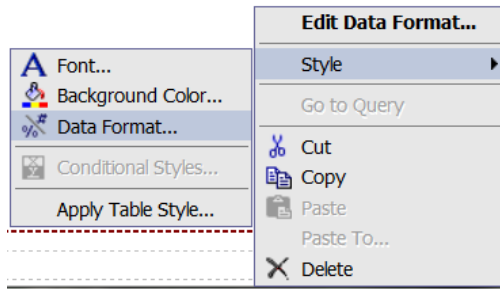 Edit Data Format...
Style
Go to Query
Cut
Copy
Paste
Paste To...
Delete
Font...
Background Color...
Data Format...
Conditional Styles...
Apply Table Style...